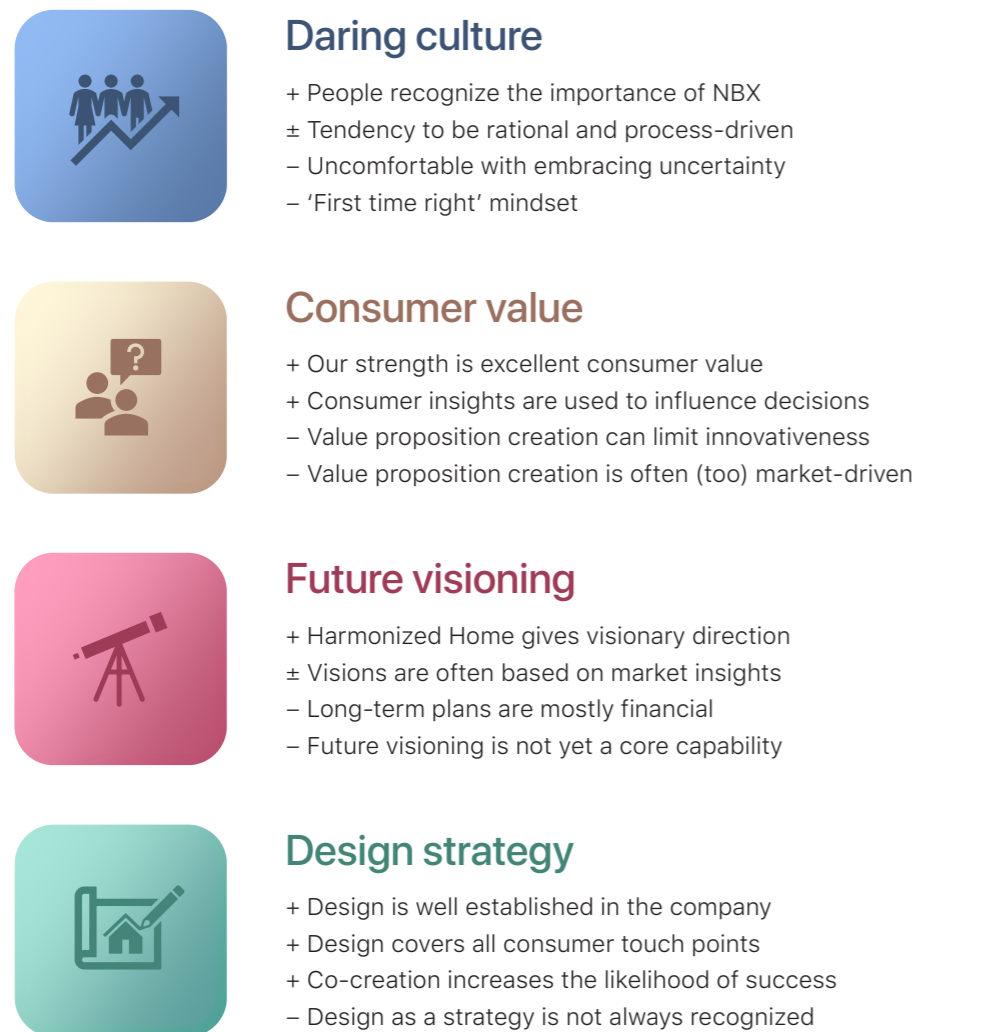 Daring culture
+ People recognize the importance of NBX
± Tendency to be rational and process-driven
– Uncomfortable with embracing uncertainty
– ‘First time right’ mindset
Consumer value
?
+ Our strength is excellent consumer value
+ Consumer insights are used to influence decisions
– Value proposition creation can limit innovativeness
– Value proposition creation is often (too) market-driven
Future visioning
+ Harmonized Home gives visionary direction
± Visions are often based on market insights
– Long-term plans are mostly financial
– Future visioning is not yet a core capability
Design strategy
+ Design is well established in the company
+ Design covers all consumer touch points
+ Co-creation increases the likelihood of success
– Design as a strategy is not always recognized